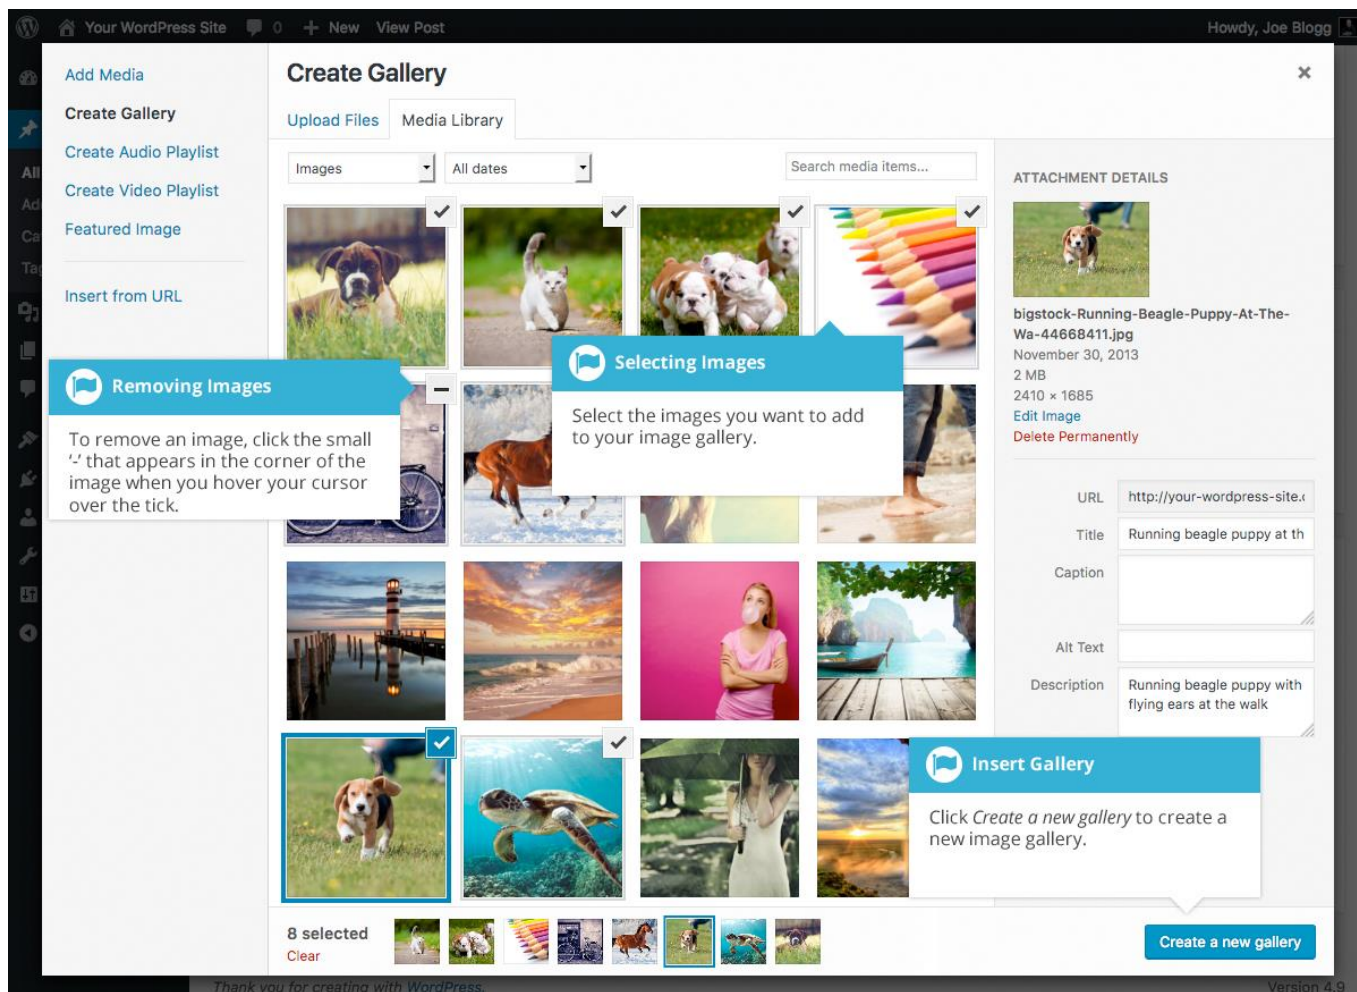 Your WordPress Site 0 New View Post Howdy, Joe Blogg
Add Media
Create Gallery
Create Audio Playlist
Create Video Playlist
Featured Image
Insert from URL
All
Ad
Ca
Tag
Create Gallery
Upload Files Media Library
Images All dates Search media items...
Removing Images
To remove an image, click the small
‘-’ that appears in the corner of the
image when you hover your cursor
over the tick.
Selecting Images
Select the images you want to add
to your image gallery.
ATTACHMENT DETAILS
bigstock-Running-Beagle-Puppy-At-The-
Wa-44668411.jpg
November 30, 2013
2 MB
2410 × 1685
Edit Image
Delete Permanently
URL http://your-wordpress-site.c
Title Running beagle puppy at th
Caption
Alt Text
Description Running beagle puppy with
flying ears at the walk
Insert Gallery
Click Create a new gallery to create a
new image gallery.
8 selected
Clear
Create a new gallery
Thank you for creating with WordPress. Version 4.9